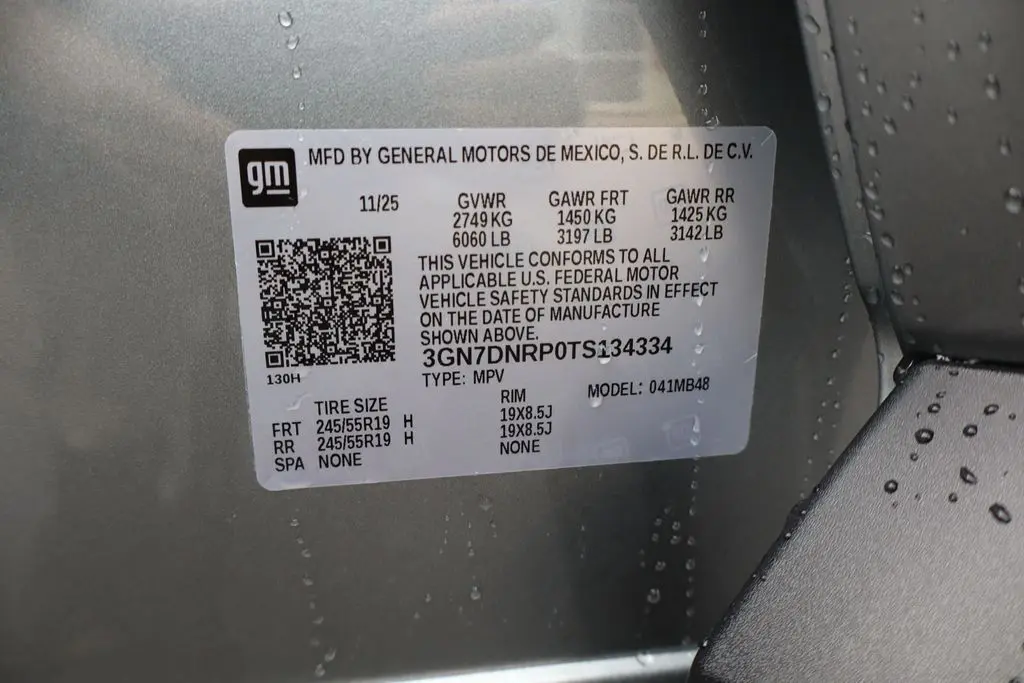 gm
MFD BY GENERAL MOTORS DE MEXICO, S. DE R.L. DE C.V.
11/25 GVWR GAWR FRT GAWR RR
2749 KG 1450 KG 1425 KG
6060 LB 3197 LB 3142 LB
THIS VEHICLE CONFORMS TO ALL
APPLICABLE U.S. FEDERAL MOTOR
VEHICLE SAFETY STANDARDS IN EFFECT
ON THE DATE OF MANUFACTURE
SHOWN ABOVE.
3GN7DNRP0TS134334
130H
TYPE: MPV MODEL: 041MB48
TIRE SIZE RIM
FRT 245/55R19 H 19X8.5J
RR 245/55R19 H 19X8.5J
SPA NONE NONE